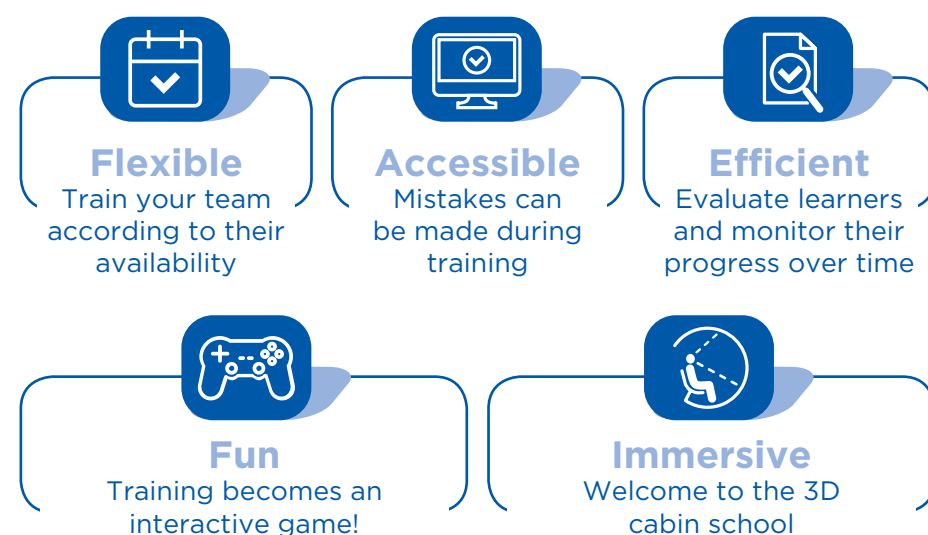 Flexible
Train your team
according to their
availability
Accessible
Mistakes can
be made during
training
Efficient
Evaluate learners
and monitor their
progress over time
Fun
Training becomes an
interactive game!
Immersive
Welcome to the 3D
cabin school